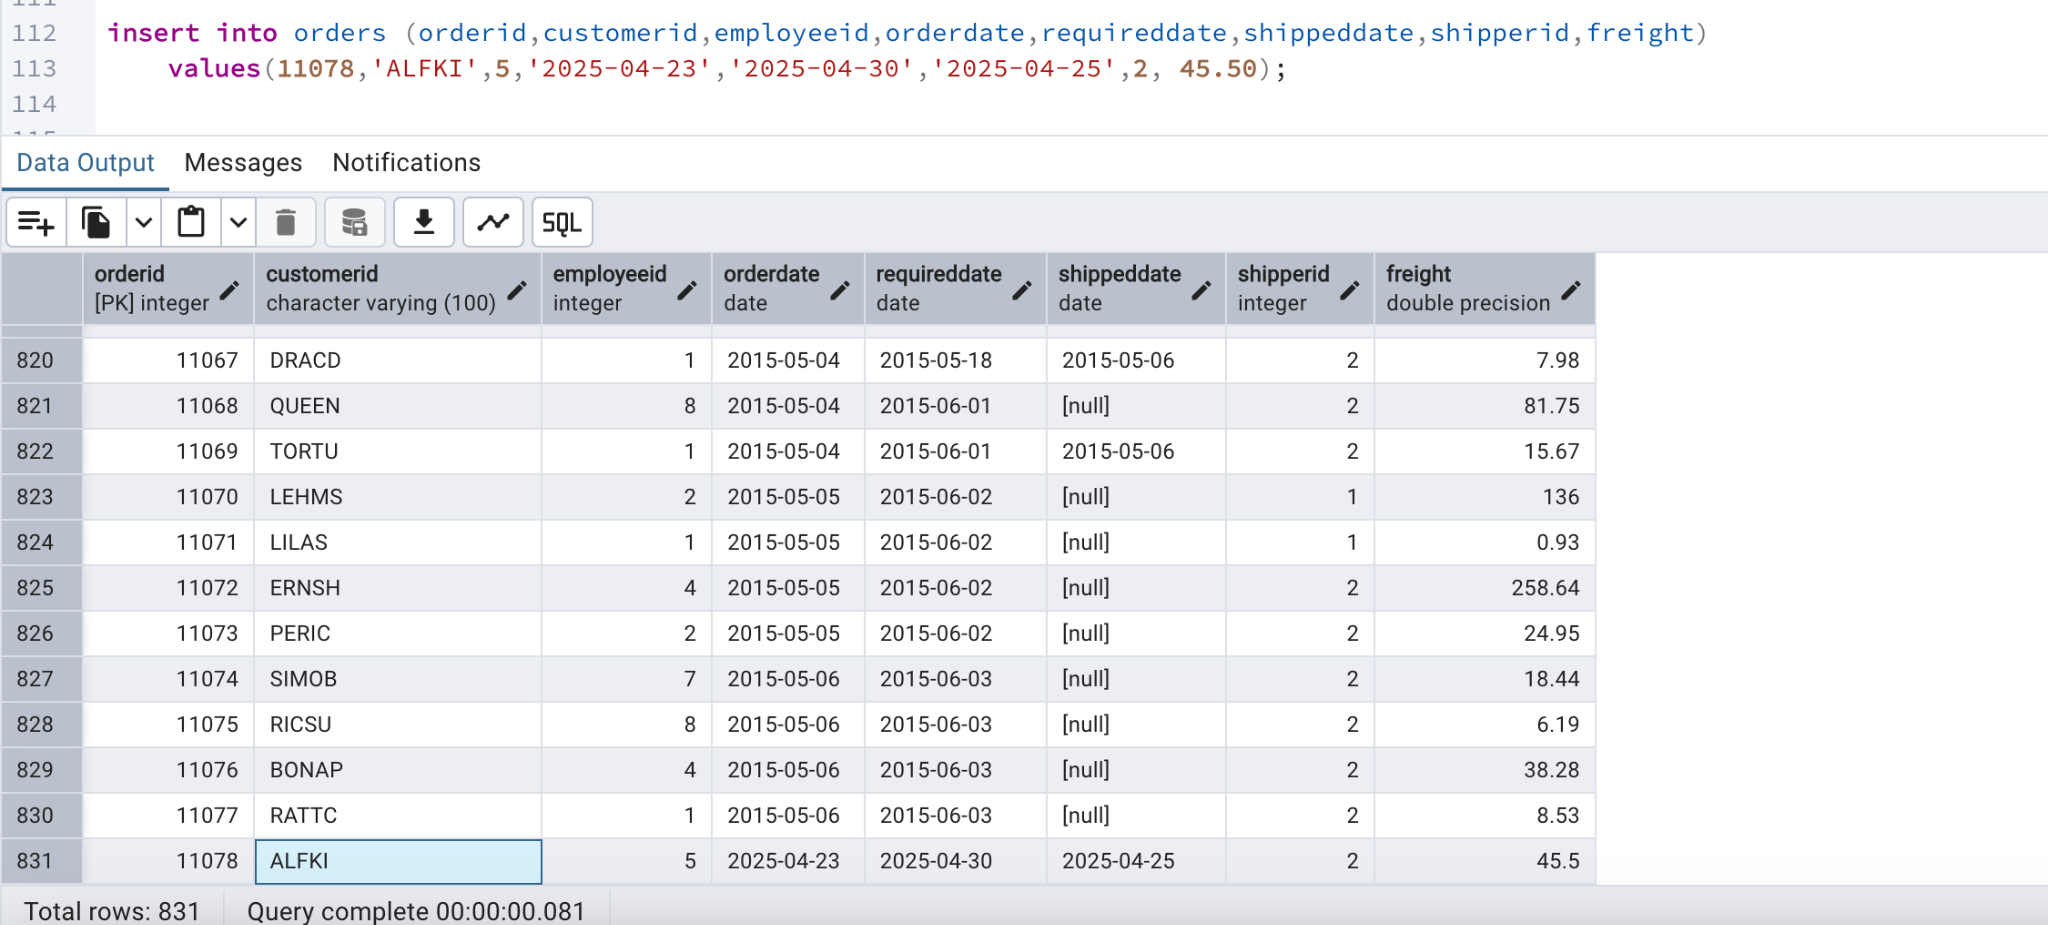 112 insert into orders (orderid,customerid,employeeid,orderdate,requireddate,shippeddate,shipperid,freight)
113 values(11078,'ALFKI',5,'2025-04-23','2025-04-30','2025-04-25',2, 45.50);
114
Data Output Messages Notifications
SQL
orderid customerid employeeid orderdate requireddate shippeddate shipperid freight
[PK] integer character varying (100) integer date date date integer double precision
820 11067 DRACD 1 2015-05-04 2015-05-18 2015-05-06 2 7.98
821 11068 QUEEN 8 2015-05-04 2015-06-01 [null] 2 81.75
822 11069 TORTU 1 2015-05-04 2015-06-01 2015-05-06 2 15.67
823 11070 LEHMS 2 2015-05-05 2015-06-02 [null] 1 136
824 11071 LILAS 1 2015-05-05 2015-06-02 [null] 1 0.93
825 11072 ERNSH 4 2015-05-05 2015-06-02 [null] 2 258.64
826 11073 PERIC 2 2015-05-05 2015-06-02 [null] 2 24.95
827 11074 SIMOB 7 2015-05-06 2015-06-03 [null] 2 18.44
828 11075 RICSU 8 2015-05-06 2015-06-03 [null] 2 6.19
829 11076 BONAP 4 2015-05-06 2015-06-03 [null] 2 38.28
830 11077 RATTC 1 2015-05-06 2015-06-03 [null] 2 8.53
831 11078 ALFKI 5 2025-04-23 2025-04-30 2025-04-25 2 45.5
Total rows: 831 Query complete 00:00:00.081